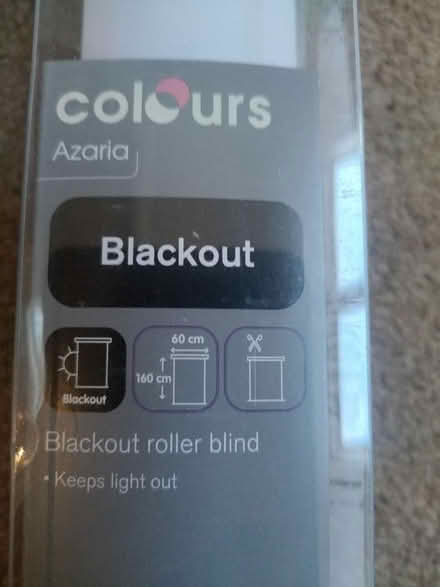 colours
Azaria
Blackout
60 cm
160 cm
Blackout
Blackout roller blind
• Keeps light out